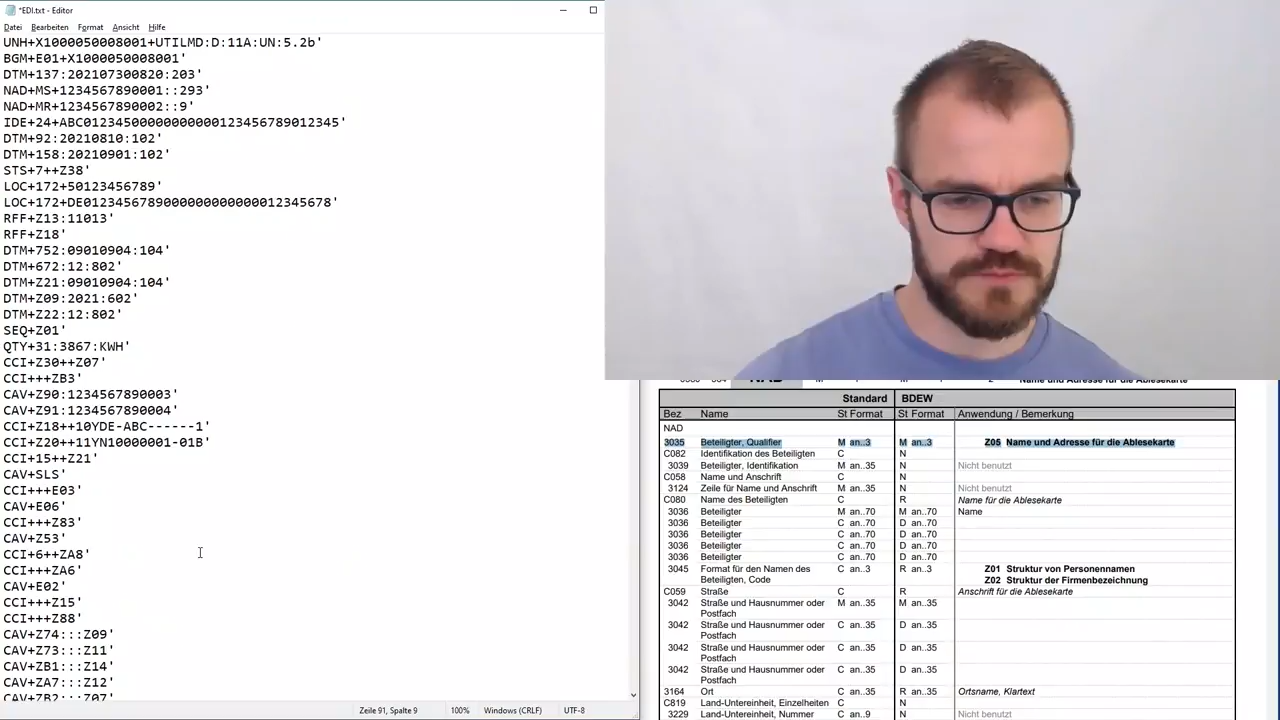 *EDI.txt - Editor
Datei Bearbeiten Format Ansicht Hilfe
UNH+X1000050008001+UTILMD:D:11A:UN:5.2b'
BGM+E01+X1000050008001'
DTM+137:202107300820:203'
NAD+MS+1234567890001::293'
NAD+MR+1234567890002::9'
IDE+24+ABC0123450000000000123456789012345'
DTM+92:20210810:102'
DTM+158:20210901:102'
STS+7++Z38'
LOC+172+50123456789'
LOC+172+DE0123456789000000000000012345678'
RFF+Z13:11013'
RFF+Z18'
DTM+752:09010904:104'
DTM+672:12:802'
DTM+Z21:09010904:104'
DTM+Z09:2021:602'
DTM+Z22:12:802'
SEQ+Z01'
QTY+31:3867:KWH'
CCI+Z30++Z07'
CCI+++ZB3'
CAV+Z90:1234567890003'
CAV+Z91:1234567890004'
CCI+Z18++10YDE-ABC------1'
CCI+Z20++11YN10000001-01B'
CCI+15++Z21'
CAV+SLS'
CCI+++E03'
CAV+E06'
CCI+++Z83'
CAV+Z53'
CCI+6++ZA8'
CCI+++ZA6'
CAV+E02'
CCI+++Z15'
CCI+++Z88'
CAV+Z74:::Z09'
CAV+Z73:::Z11'
CAV+ZB1:::Z14'
CAV+ZA7:::Z12'
CAV+ZB2:::Z07'
Zeile 91, Spalte 9 100% Windows (CRLF) UTF-8
Name und Adresse für die Ablesekarte
Standard BDEW
Bez Name St Format St Format Anwendung / Bemerkung
NAD
3035 Beteiligter, Qualifier M an..3 M an..3 Z05 Name und Adresse für die Ablesekarte
C082 Identifikation des Beteiligten C N
3039 Beteiligter, Identifikation M an..35 N Nicht benutzt
C058 Name und Anschrift C N
3124 Zeile für Name und Anschrift M an..35 N Nicht benutzt
C080 Name des Beteiligten C R Name für die Ablesekarte
3036 Beteiligter M an..70 M an..70 Name
3036 Beteiligter C an..70 D an..70
3036 Beteiligter C an..70 D an..70
3036 Beteiligter C an..70 D an..70
3036 Beteiligter C an..70 D an..70
3045 Format für den Namen des C an..3 R an..3 Z01 Struktur von Personennamen
Beteiligten, Code Z02 Struktur der Firmenbezeichnung
C059 Straße C R Anschrift für die Ablesekarte
3042 Straße und Hausnummer oder M an..35 M an..35
Postfach
3042 Straße und Hausnummer oder C an..35 D an..35
Postfach
3042 Straße und Hausnummer oder C an..35 D an..35
Postfach
3042 Straße und Hausnummer oder C an..35 D an..35
Postfach
3164 Ort C an..35 R an..35 Ortsname, Klartext
C819 Land-Untereinheit, Einzelheiten C N
3229 Land-Untereinheit, Nummer C an..9 N Nicht benutzt